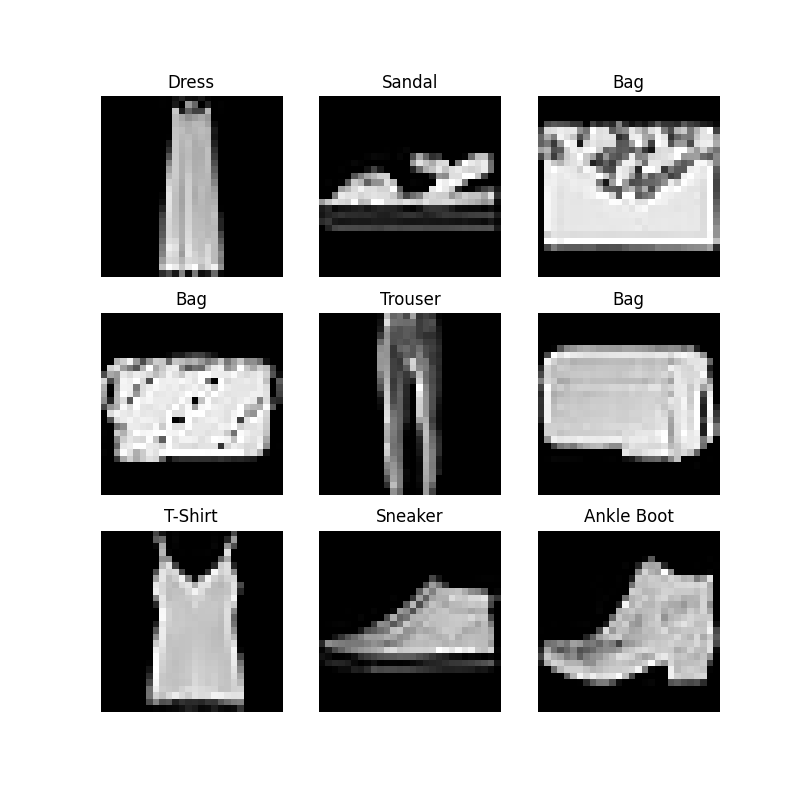 Dress
Sandal
Bag
Bag
Trouser
Bag
T-Shirt
Sneaker
Ankle Boot